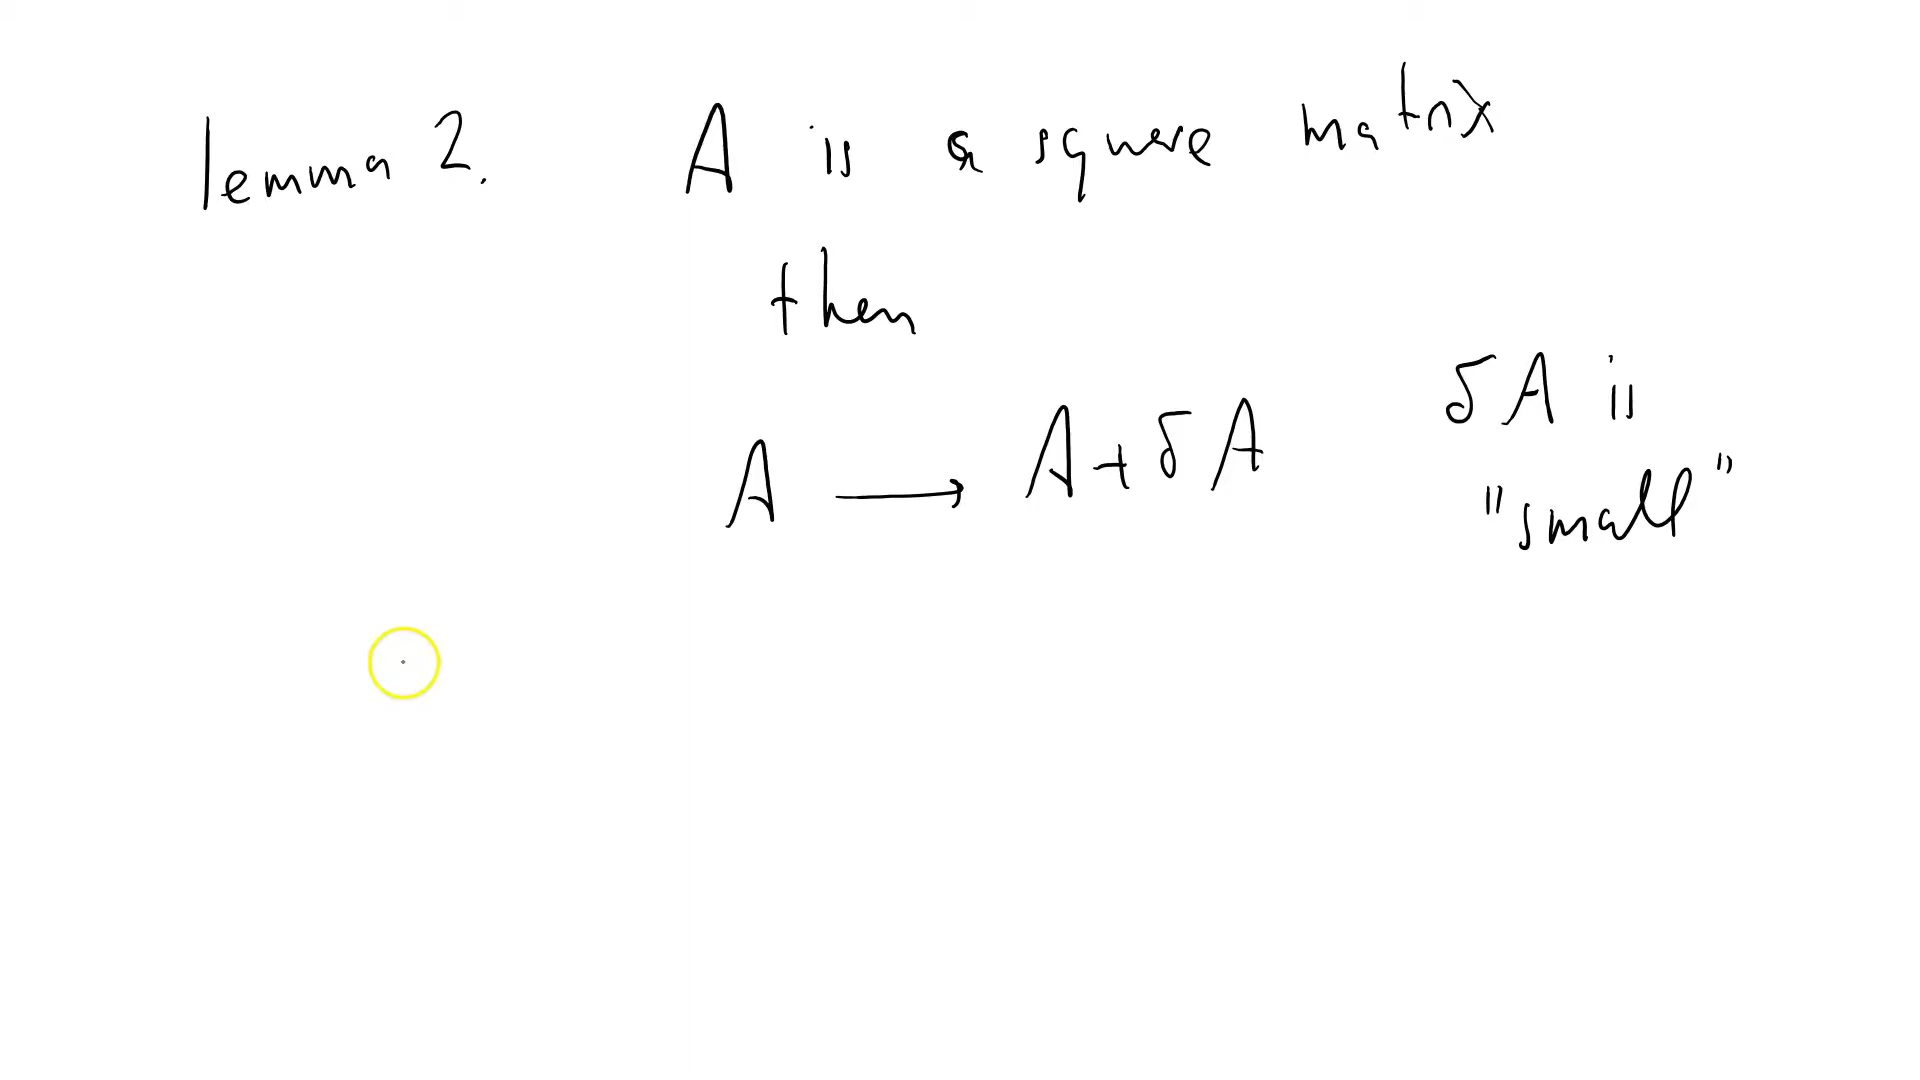 lemma 2. A is a square matrix
then
A → A + δA δA is
"small"